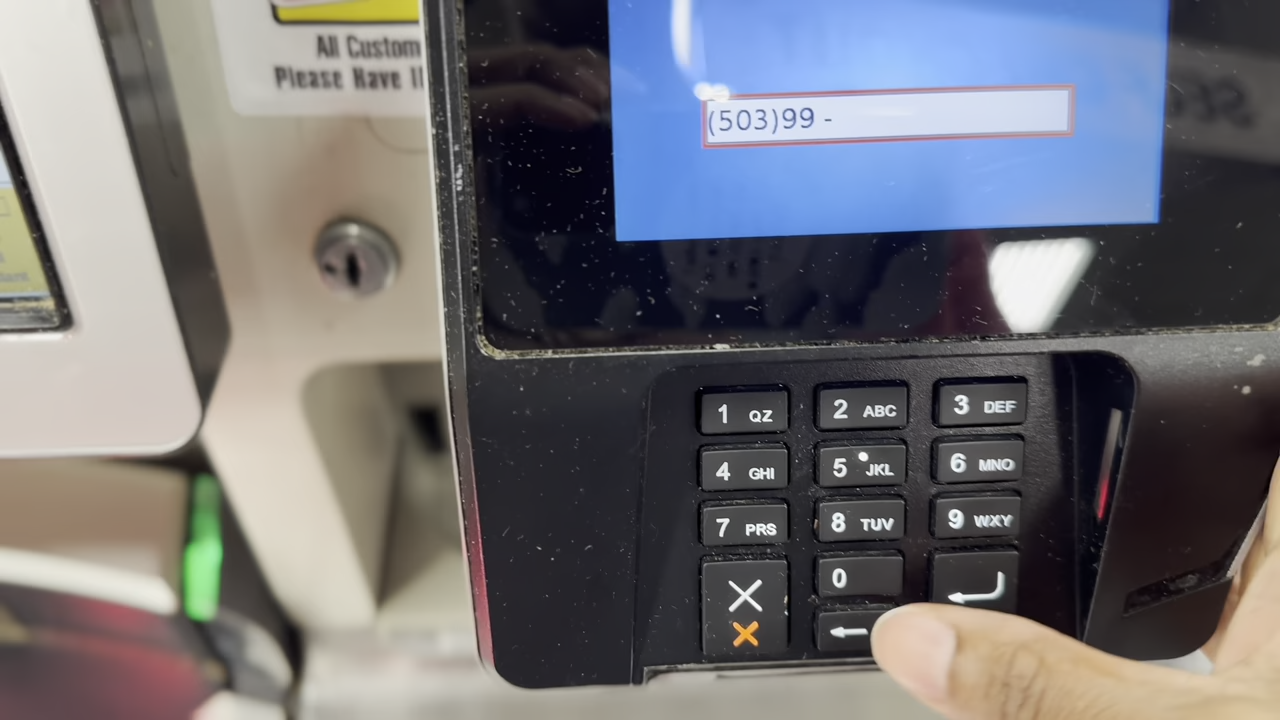 All Custom
Please Have I
(503)99 -
1 QZ
2 ABC
3 DEF
4 GHI
5 JKL
6 MNO
7 PRS
8 TUV
9 WXY
0